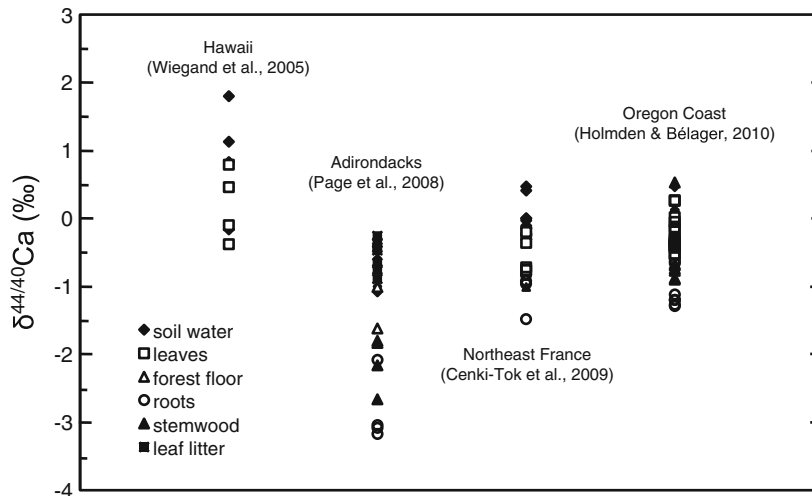 3
Hawaii
(Wiegand et al., 2005)
2
Oregon Coast
(Holmden & Bélager, 2010)
1
Adirondacks
(Page et al., 2008)
0
δ44/40Ca (‰)
-1
soil water
leaves
-2
Northeast France
(Cenki-Tok et al., 2009)
forest floor
roots
-3
stemwood
leaf litter
-4